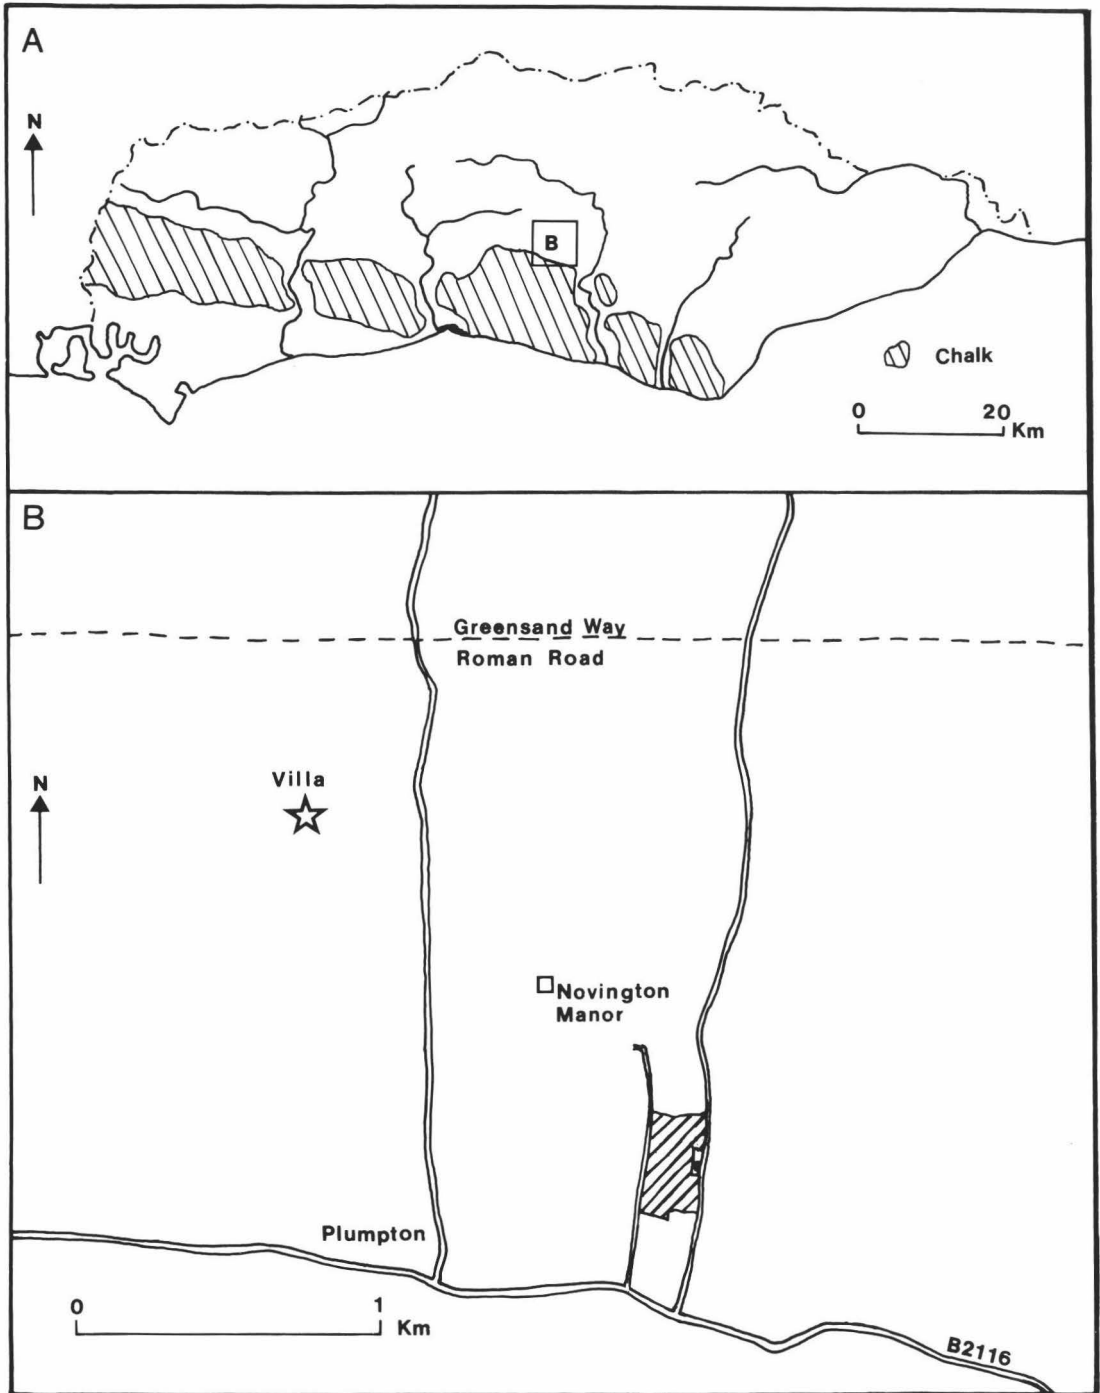 A
N
B
Chalk
0 20
Km
B
Greensand Way
Roman Road
Villa
N
Novington
Manor
Plumpton
0 1
Km
B2116